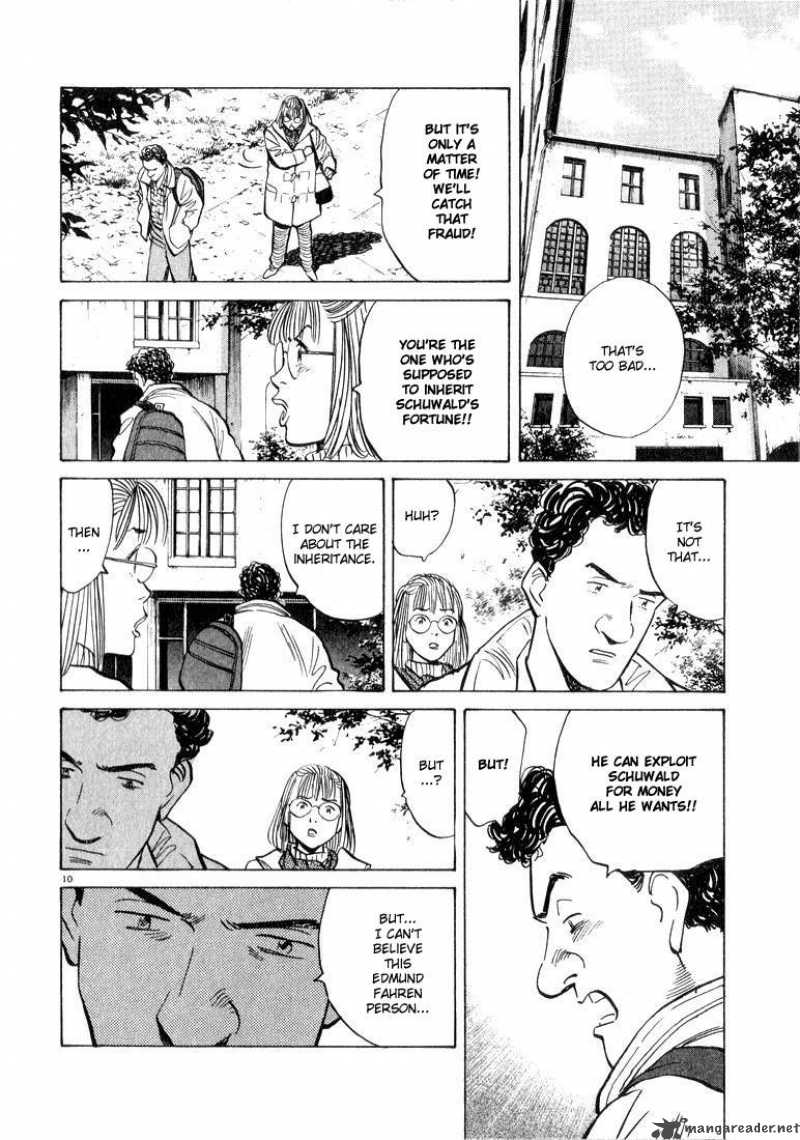 THAT'S
TOO BAD...
BUT IT'S
ONLY A
MATTER
OF TIME!
WE'LL
CATCH
THAT
FRAUD!
YOU'RE THE
ONE WHO'S
SUPPOSED
TO INHERIT
SCHUWALD'S
FORTUNE!!
IT'S
NOT
THAT...
HUH?
I DON'T CARE
ABOUT THE
INHERITANCE.
THEN
...
HE CAN EXPLOIT
SCHUWALD
FOR MONEY
ALL HE WANTS!!
BUT!
BUT
...?
10
BUT...
I CAN'T
BELIEVE
THIS
EDMUND
FAHREN
PERSON...
mangareader.net